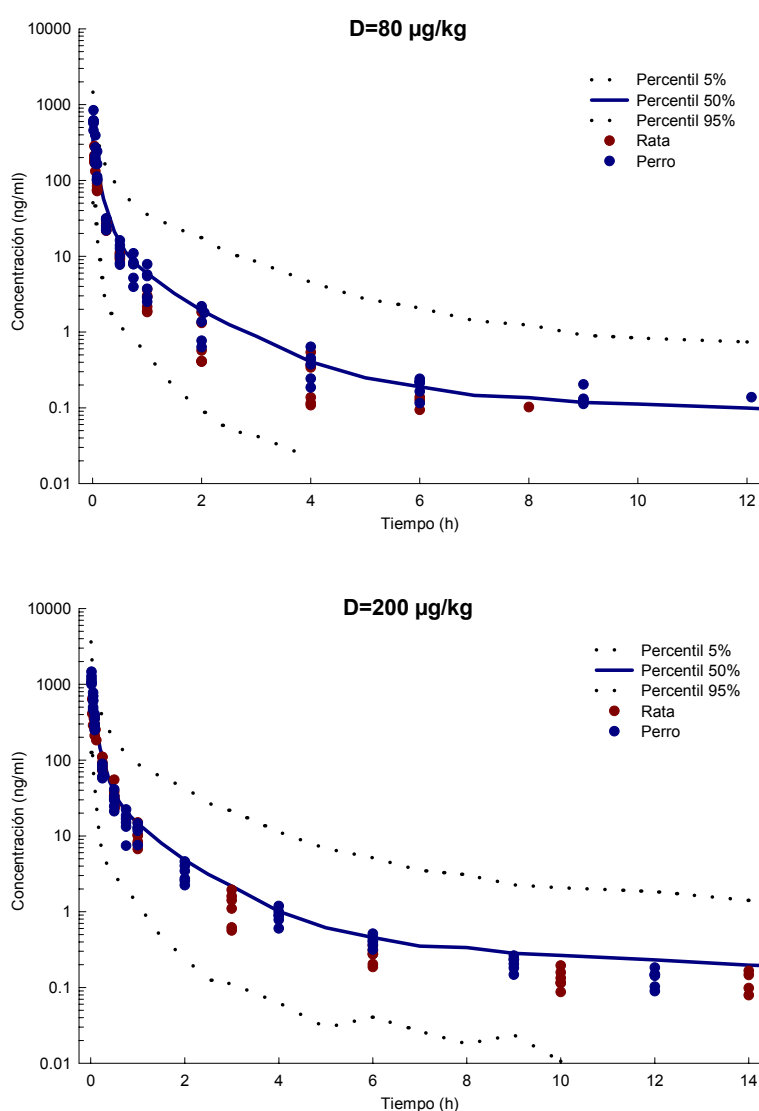 D=80 µg/kg
10000
1000
100
10
1
0.1
0.01
Concentración (ng/ml)
Percentil 5%
Percentil 50%
Percentil 95%
Rata
Perro
0 2 4 6 8 10 12
Tiempo (h)
D=200 µg/kg
10000
1000
100
10
1
0.1
0.01
Concentración (ng/ml)
Percentil 5%
Percentil 50%
Percentil 95%
Rata
Perro
0 2 4 6 8 10 12 14
Tiempo (h)